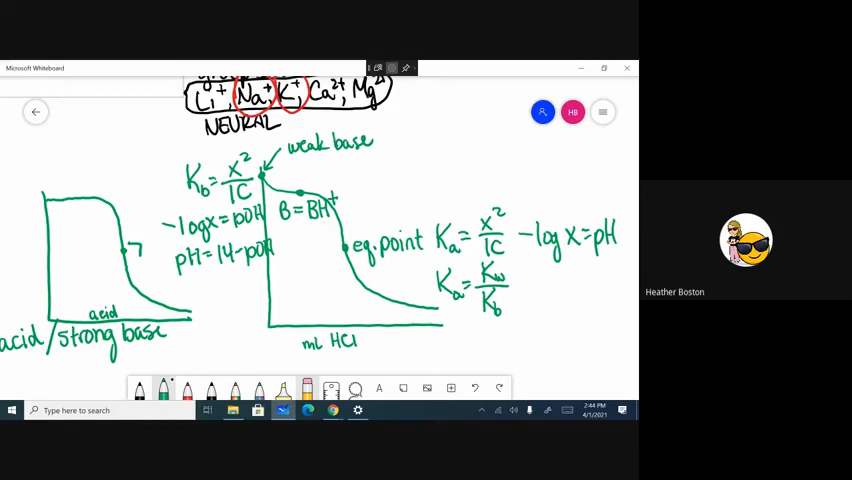 Microsoft Whiteboard
Li⁺, Na⁺, K⁺, Ca²⁺, Mg²⁺
NEURAL
weak base
Kb = x²/IC
-log x = pOH
pH = 14 - pOH
B = BH⁺
eq. point
Ka = x²/IC
-log x = pH
Ka = Kw/Kb
7
acid
acid/strong base
mL HCl
HB
Heather Boston
Type here to search
2:44 PM
4/1/2021